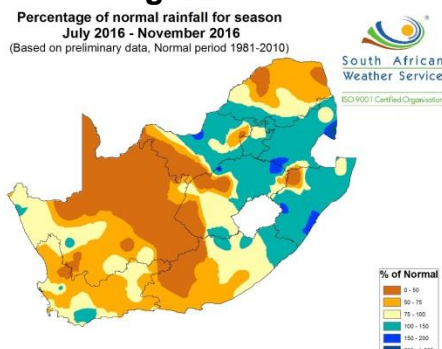 Percentage of normal rainfall for season
July 2016 - November 2016
(Based on preliminary data, Normal period 1981-2010)
South African
Weather Service
ISO 9001 Certified Organisation
% of Normal
0 - 50
50 - 75
75 - 100
100 - 150
150 - 200